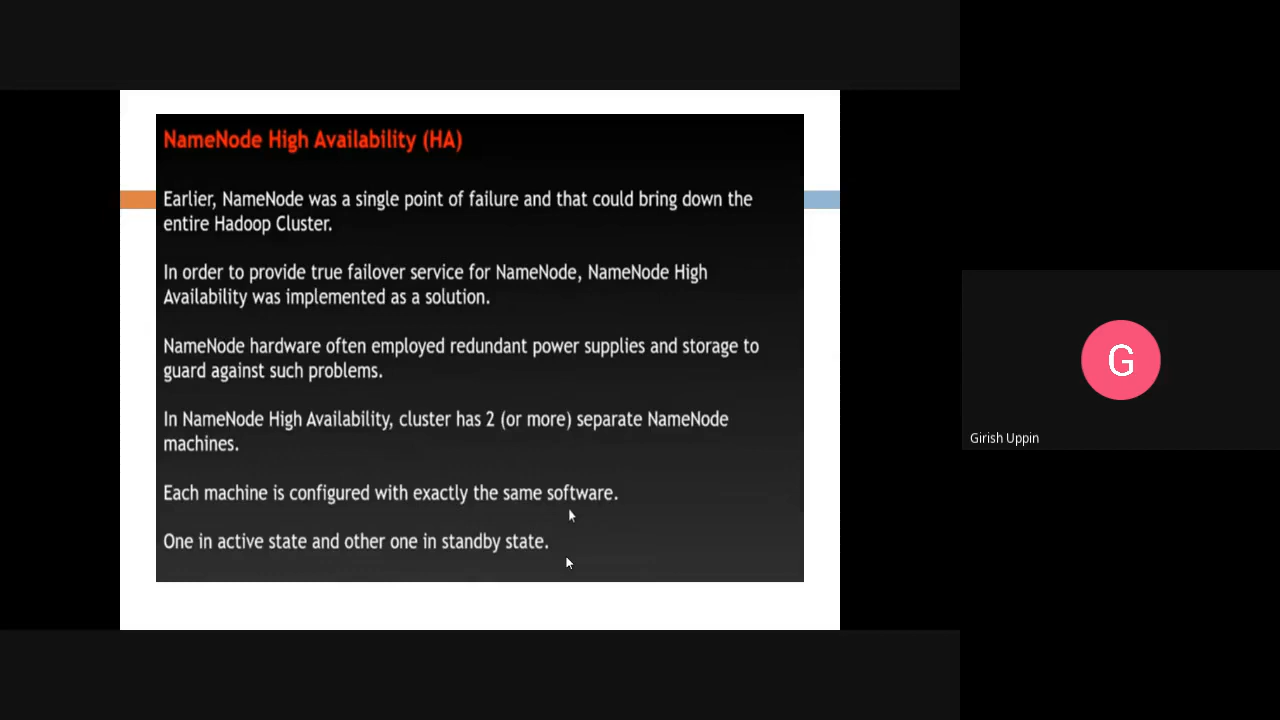 NameNode High Availability (HA)
Earlier, NameNode was a single point of failure and that could bring down the
entire Hadoop Cluster.
In order to provide true failover service for NameNode, NameNode High
Availability was implemented as a solution.
NameNode hardware often employed redundant power supplies and storage to
guard against such problems.
In NameNode High Availability, cluster has 2 (or more) separate NameNode
machines.
Each machine is configured with exactly the same software.
One in active state and other one in standby state.
G
Girish Uppin